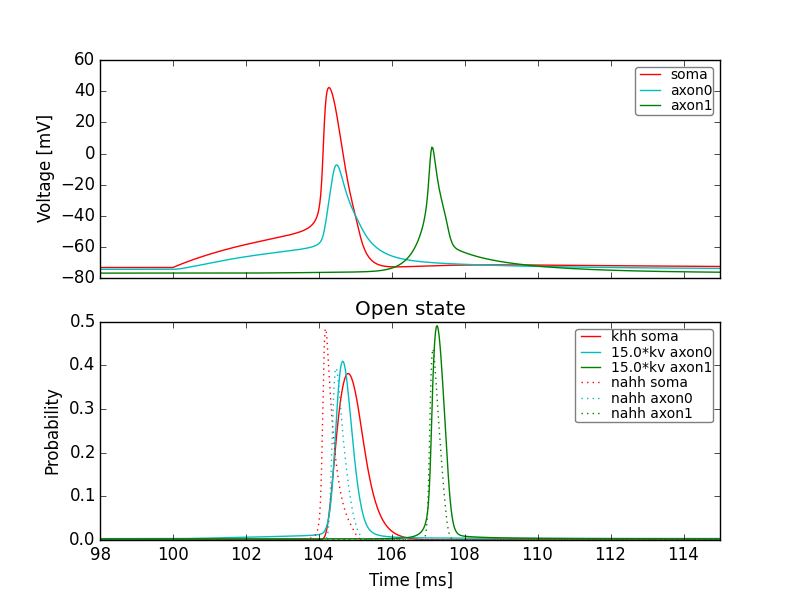 60
40
20
0
−20
−40
−60
−80
Voltage [mV]
soma
axon0
axon1
Open state
0.5
0.4
0.3
0.2
0.1
0.0
Probability
khh soma
15.0*kv axon0
15.0*kv axon1
nahh soma
nahh axon0
nahh axon1
98 100 102 104 106 108 110 112 114
Time [ms]